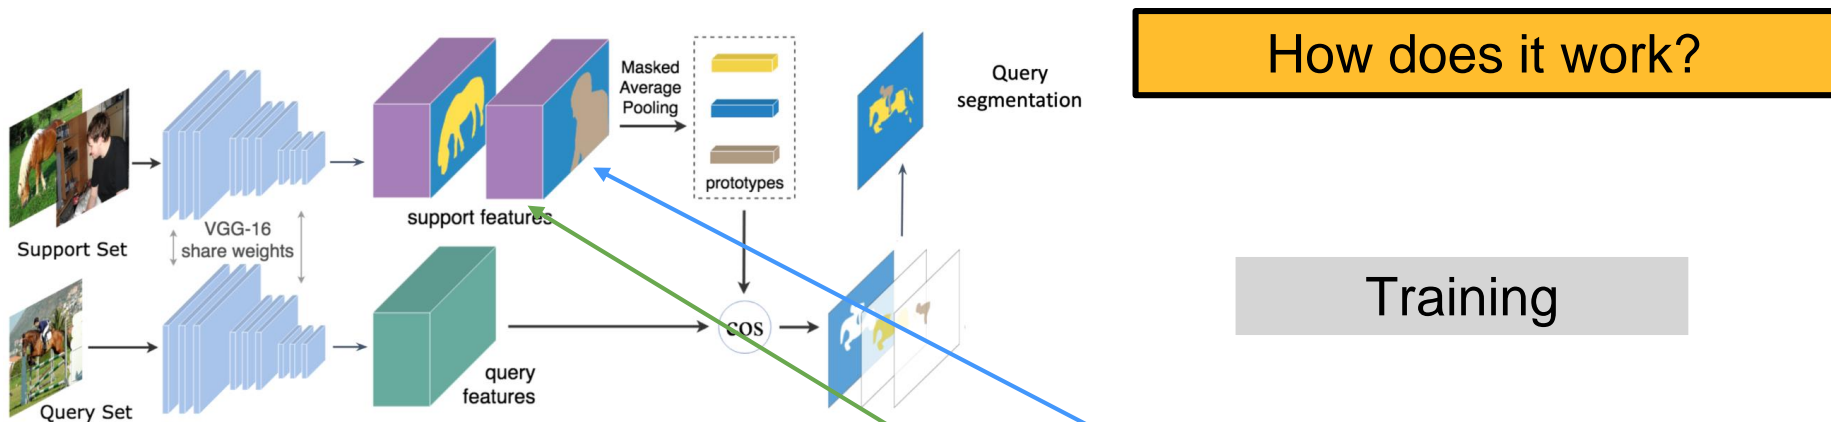 How does it work?
Training
Masked
Average
Pooling
prototypes
Query
segmentation
support features
VGG-16
share weights
Support Set
cos
query
features
Query Set